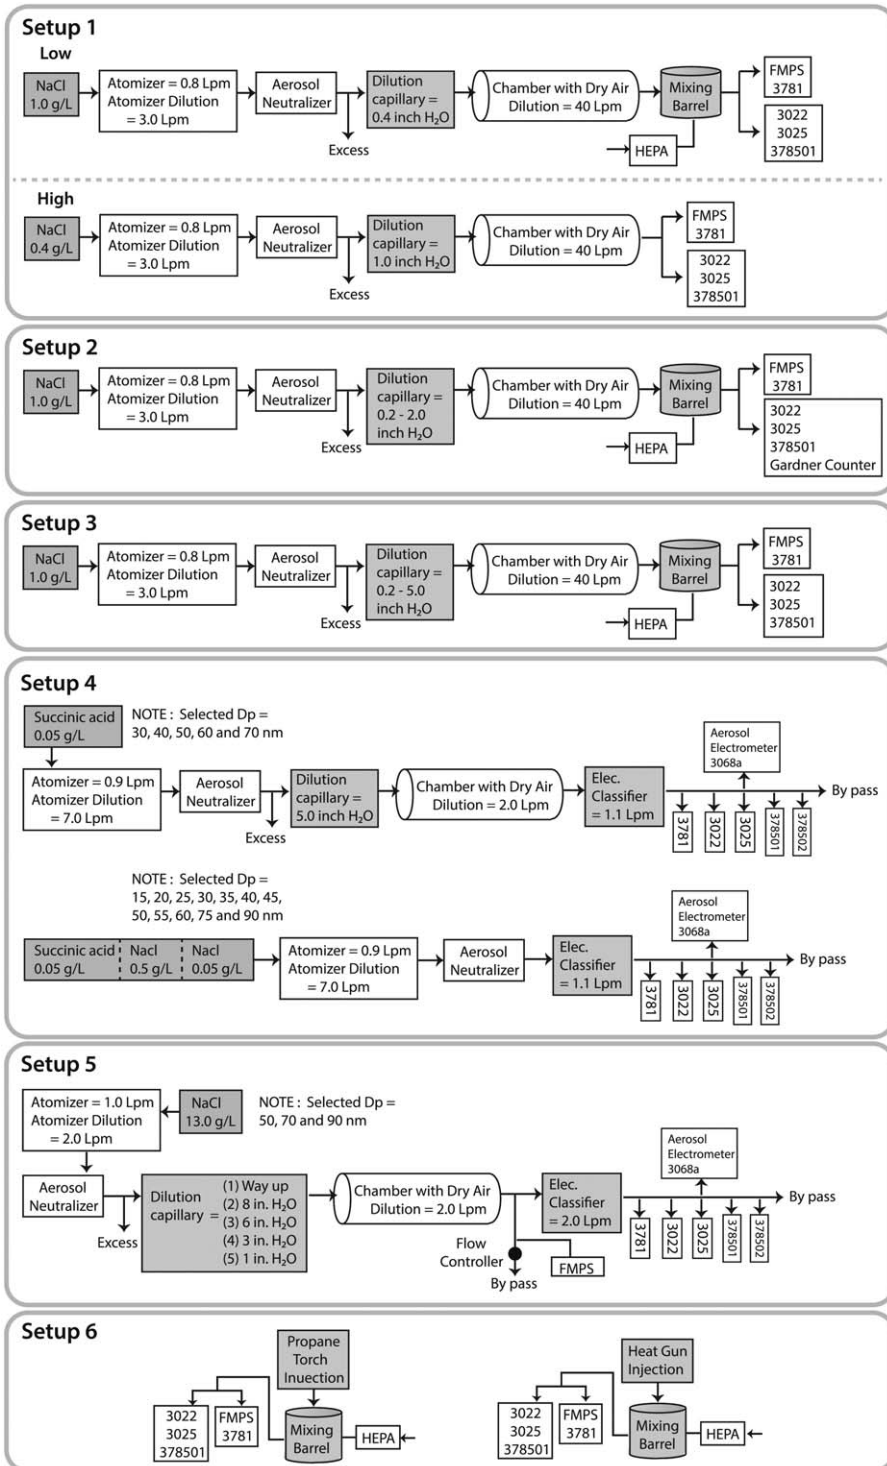 Setup 1
Low
NaCl
1.0 g/L
Atomizer = 0.8 Lpm
Atomizer Dilution
= 3.0 Lpm
Aerosol
Neutralizer
Excess
Dilution
capillary =
0.4 inch H₂O
Chamber with Dry Air
Dilution = 40 Lpm
Mixing
Barrel
HEPA
FMPS
3781
3022
3025
378501
High
NaCl
0.4 g/L
Atomizer = 0.8 Lpm
Atomizer Dilution
= 3.0 Lpm
Aerosol
Neutralizer
Excess
Dilution
capillary =
1.0 inch H₂O
Chamber with Dry Air
Dilution = 40 Lpm
FMPS
3781
3022
3025
378501
Setup 2
NaCl
1.0 g/L
Atomizer = 0.8 Lpm
Atomizer Dilution
= 3.0 Lpm
Aerosol
Neutralizer
Excess
Dilution
capillary =
0.2 - 2.0
inch H₂O
Chamber with Dry Air
Dilution = 40 Lpm
Mixing
Barrel
HEPA
FMPS
3781
3022
3025
378501
Gardner Counter
Setup 3
NaCl
1.0 g/L
Atomizer = 0.8 Lpm
Atomizer Dilution
= 3.0 Lpm
Aerosol
Neutralizer
Excess
Dilution
capillary =
0.2 - 5.0
inch H₂O
Chamber with Dry Air
Dilution = 40 Lpm
Mixing
Barrel
HEPA
FMPS
3781
3022
3025
378501
Setup 4
Succinic acid
0.05 g/L
NOTE : Selected Dp =
30, 40, 50, 60 and 70 nm
Atomizer = 0.9 Lpm
Atomizer Dilution
= 7.0 Lpm
Aerosol
Neutralizer
Excess
Dilution
capillary =
5.0 inch H₂O
Chamber with Dry Air
Dilution = 2.0 Lpm
Elec.
Classifier
= 1.1 Lpm
Aerosol
Electrometer
3068a
By pass
3781
3022
3025
378501
378502
NOTE : Selected Dp =
15, 20, 25, 30, 35, 40, 45,
50, 55, 60, 75 and 90 nm
Succinic acid
0.05 g/L
Nacl
0.5 g/L
Nacl
0.05 g/L
Atomizer = 0.9 Lpm
Atomizer Dilution
= 7.0 Lpm
Aerosol
Neutralizer
Elec.
Classifier
= 1.1 Lpm
Aerosol
Electrometer
3068a
By pass
3781
3022
3025
378501
378502
Setup 5
Atomizer = 1.0 Lpm
Atomizer Dilution
= 2.0 Lpm
NaCl
13.0 g/L
NOTE : Selected Dp =
50, 70 and 90 nm
Aerosol
Neutralizer
Excess
Dilution
capillary =
(1) Way up
(2) 8 in. H₂O
(3) 6 in. H₂O
(4) 3 in. H₂O
(5) 1 in. H₂O
Chamber with Dry Air
Dilution = 2.0 Lpm
Flow
Controller
By pass
FMPS
Elec.
Classifier
= 2.0 Lpm
Aerosol
Electrometer
3068a
By pass
3781
3022
3025
378501
378502
Setup 6
Propane
Torch
Inuection
3022
3025
378501
FMPS
3781
Mixing
Barrel
HEPA
Heat Gun
Injection
3022
3025
378501
FMPS
3781
Mixing
Barrel
HEPA